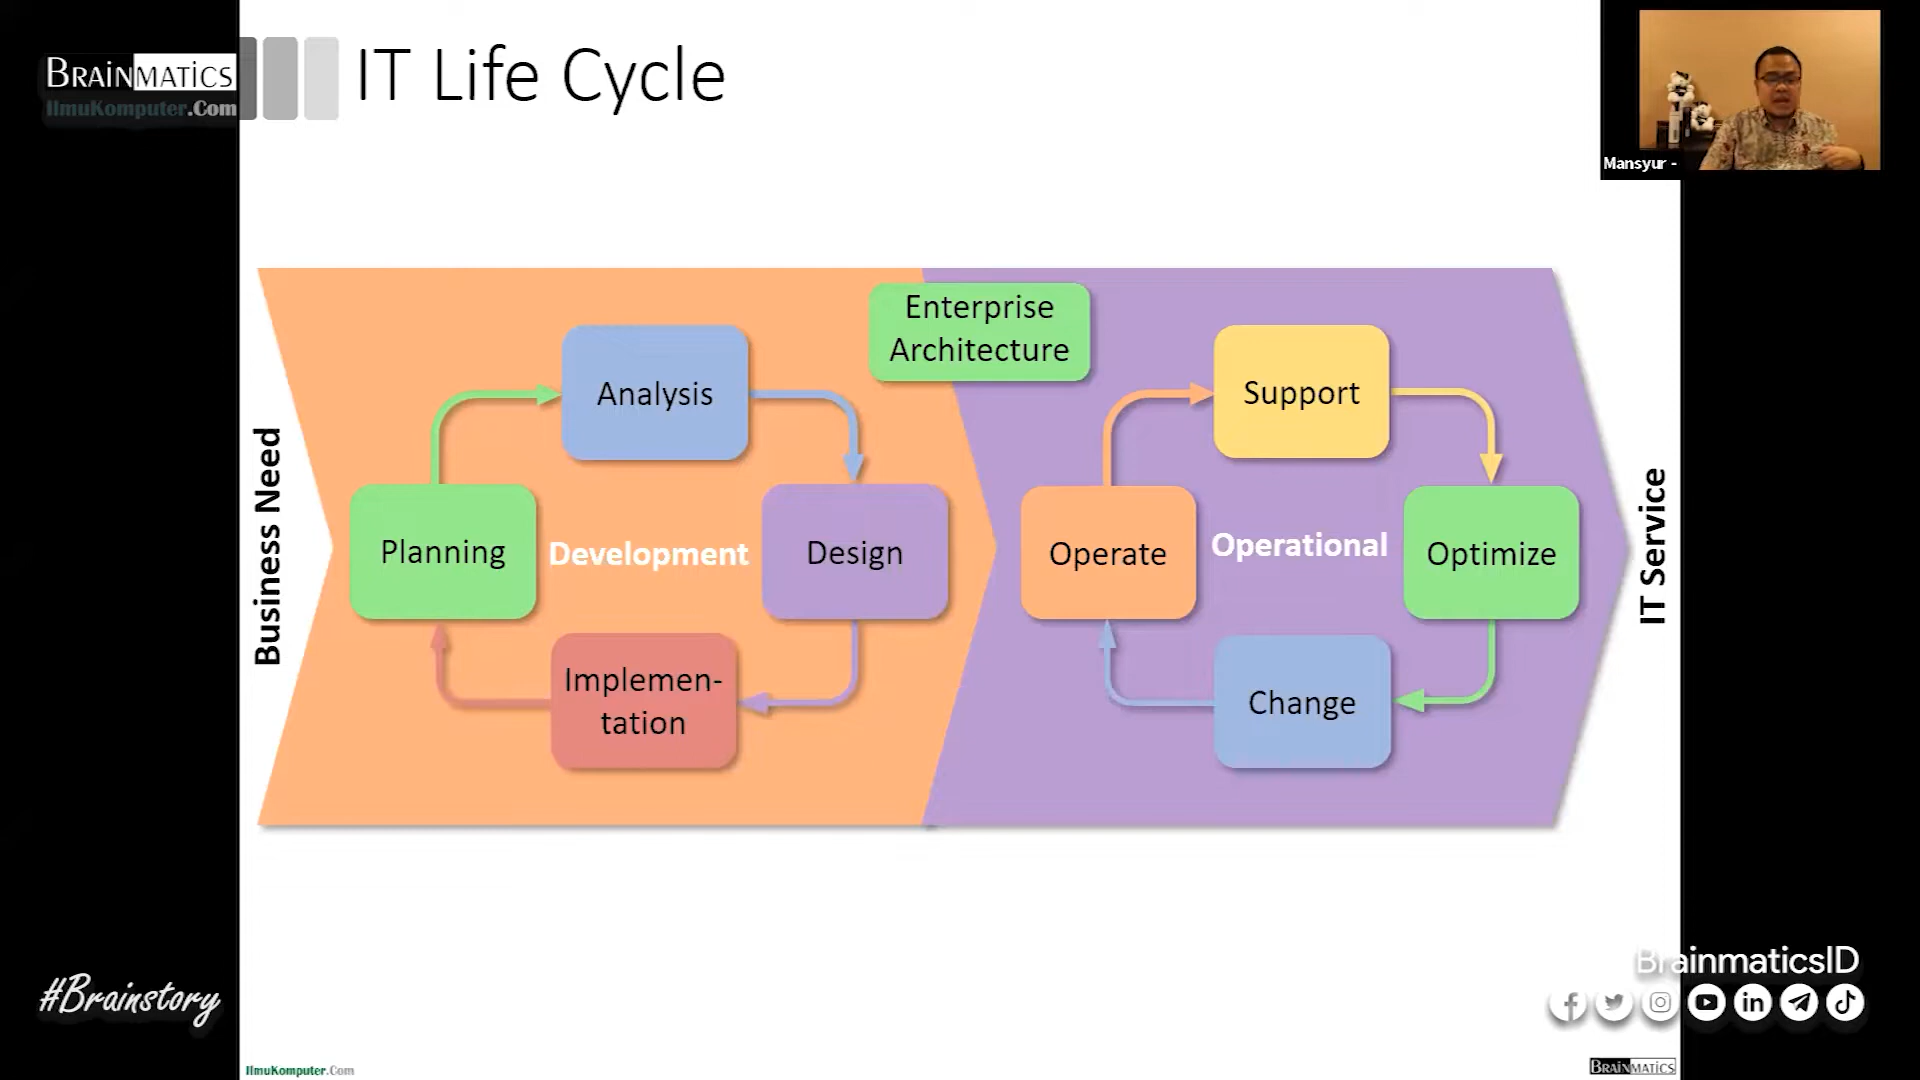 BRAINMATICS
IlmuKomputer.Com
IT Life Cycle
Mansyur -
Business Need
Planning
Analysis
Development
Design
Implemen-
tation
Enterprise
Architecture
Operate
Support
Operational
Optimize
Change
IT Service
#Brainstory
BrainmaticsID
IlmuKomputer.Com
BRAINMATICS